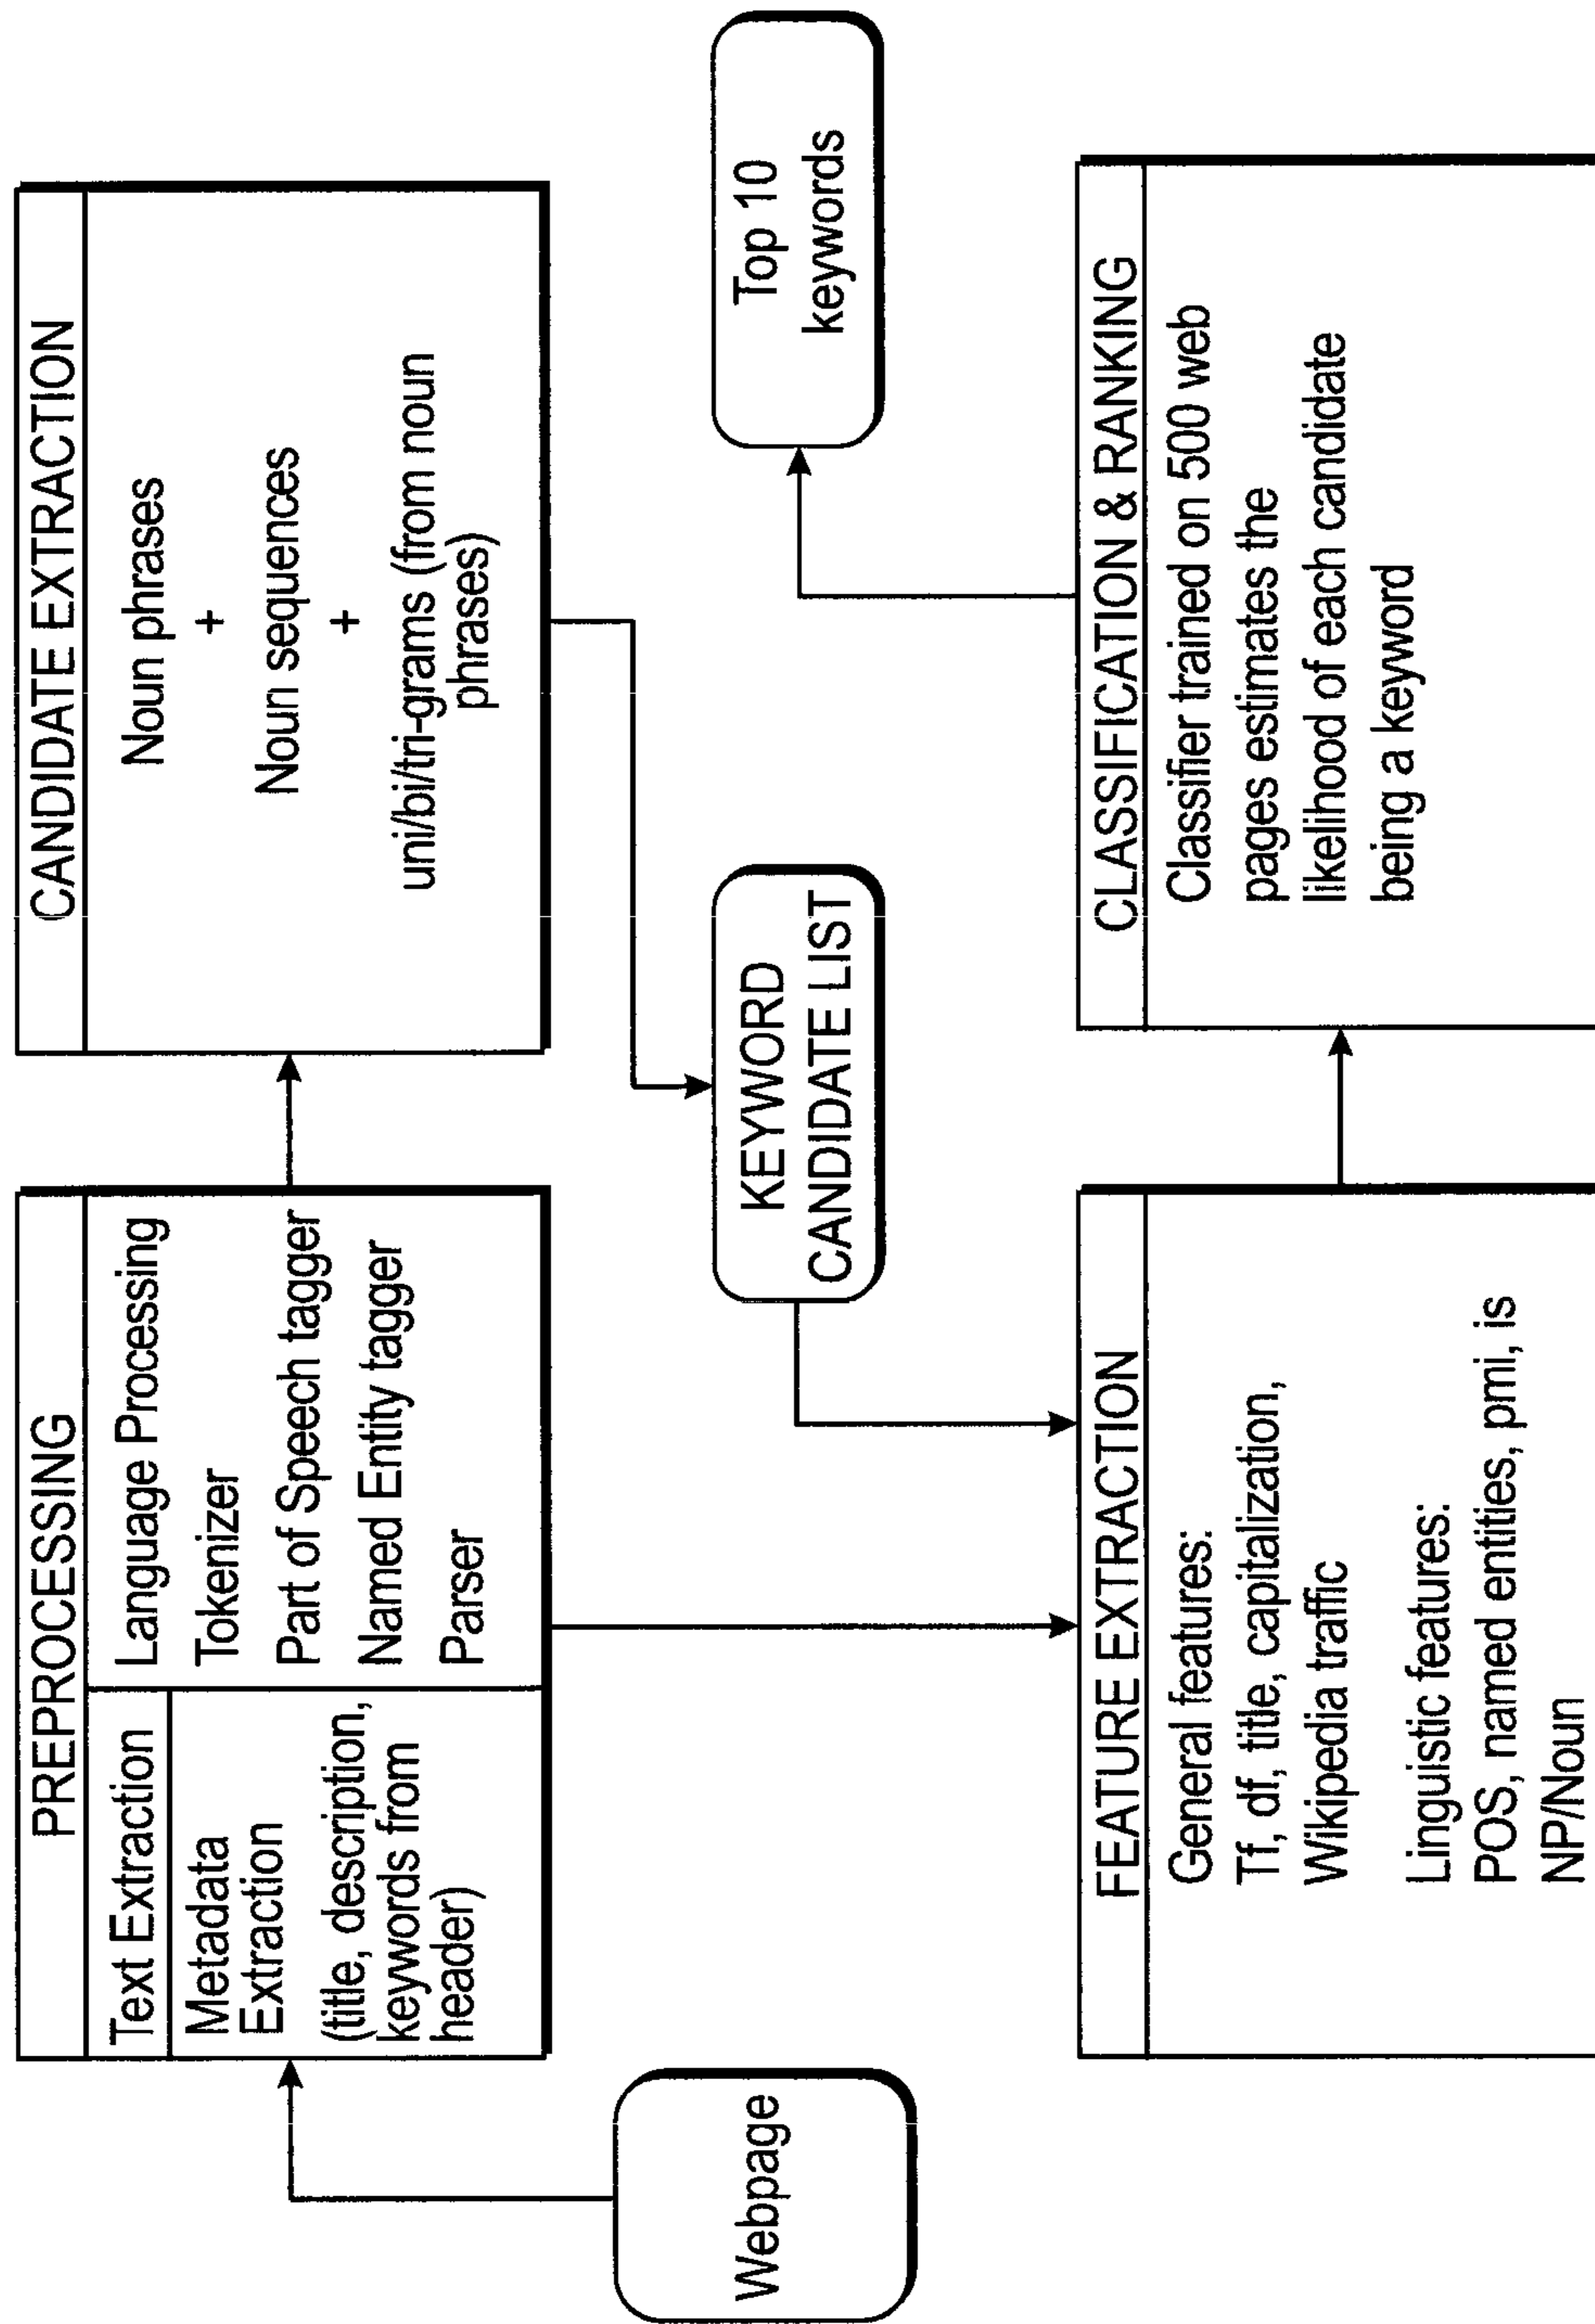 PREPROCESSING
Text Extraction
Metadata
Extraction
(title, description,
keywords from
header)
Language Processing
Tokenizer
Part of Speech tagger
Named Entity tagger
Parser
CANDIDATE EXTRACTION
Noun phrases
+
Noun sequences
+
uni/bi/tri-grams (from noun
phrases)
Webpage
KEYWORD
CANDIDATE LIST
Top 10
keywords
FEATURE EXTRACTION
General features:
Tf, df, title, capitalization,
Wikipedia traffic
Linguistic features:
POS, named entities, pmi, is
NP/Noun
CLASSIFICATION & RANKING
Classifier trained on 500 web
pages estimates the
likelihood of each candidate
being a keyword